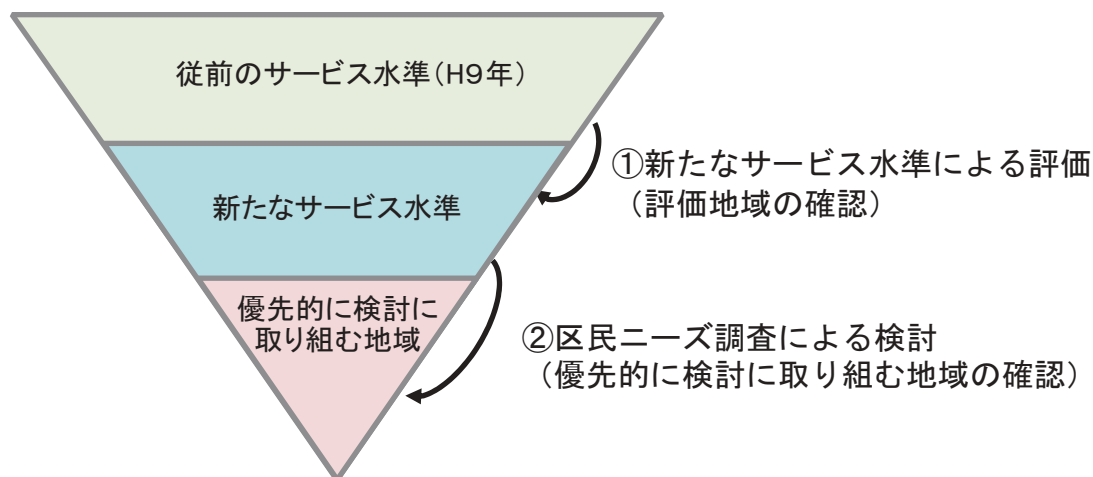 従前のサービス水準（H9年）
①新たなサービス水準による評価
（評価地域の確認）
新たなサービス水準
優先的に検討に
取り組む地域
②区民ニーズ調査による検討
（優先的に検討に取り組む地域の確認）